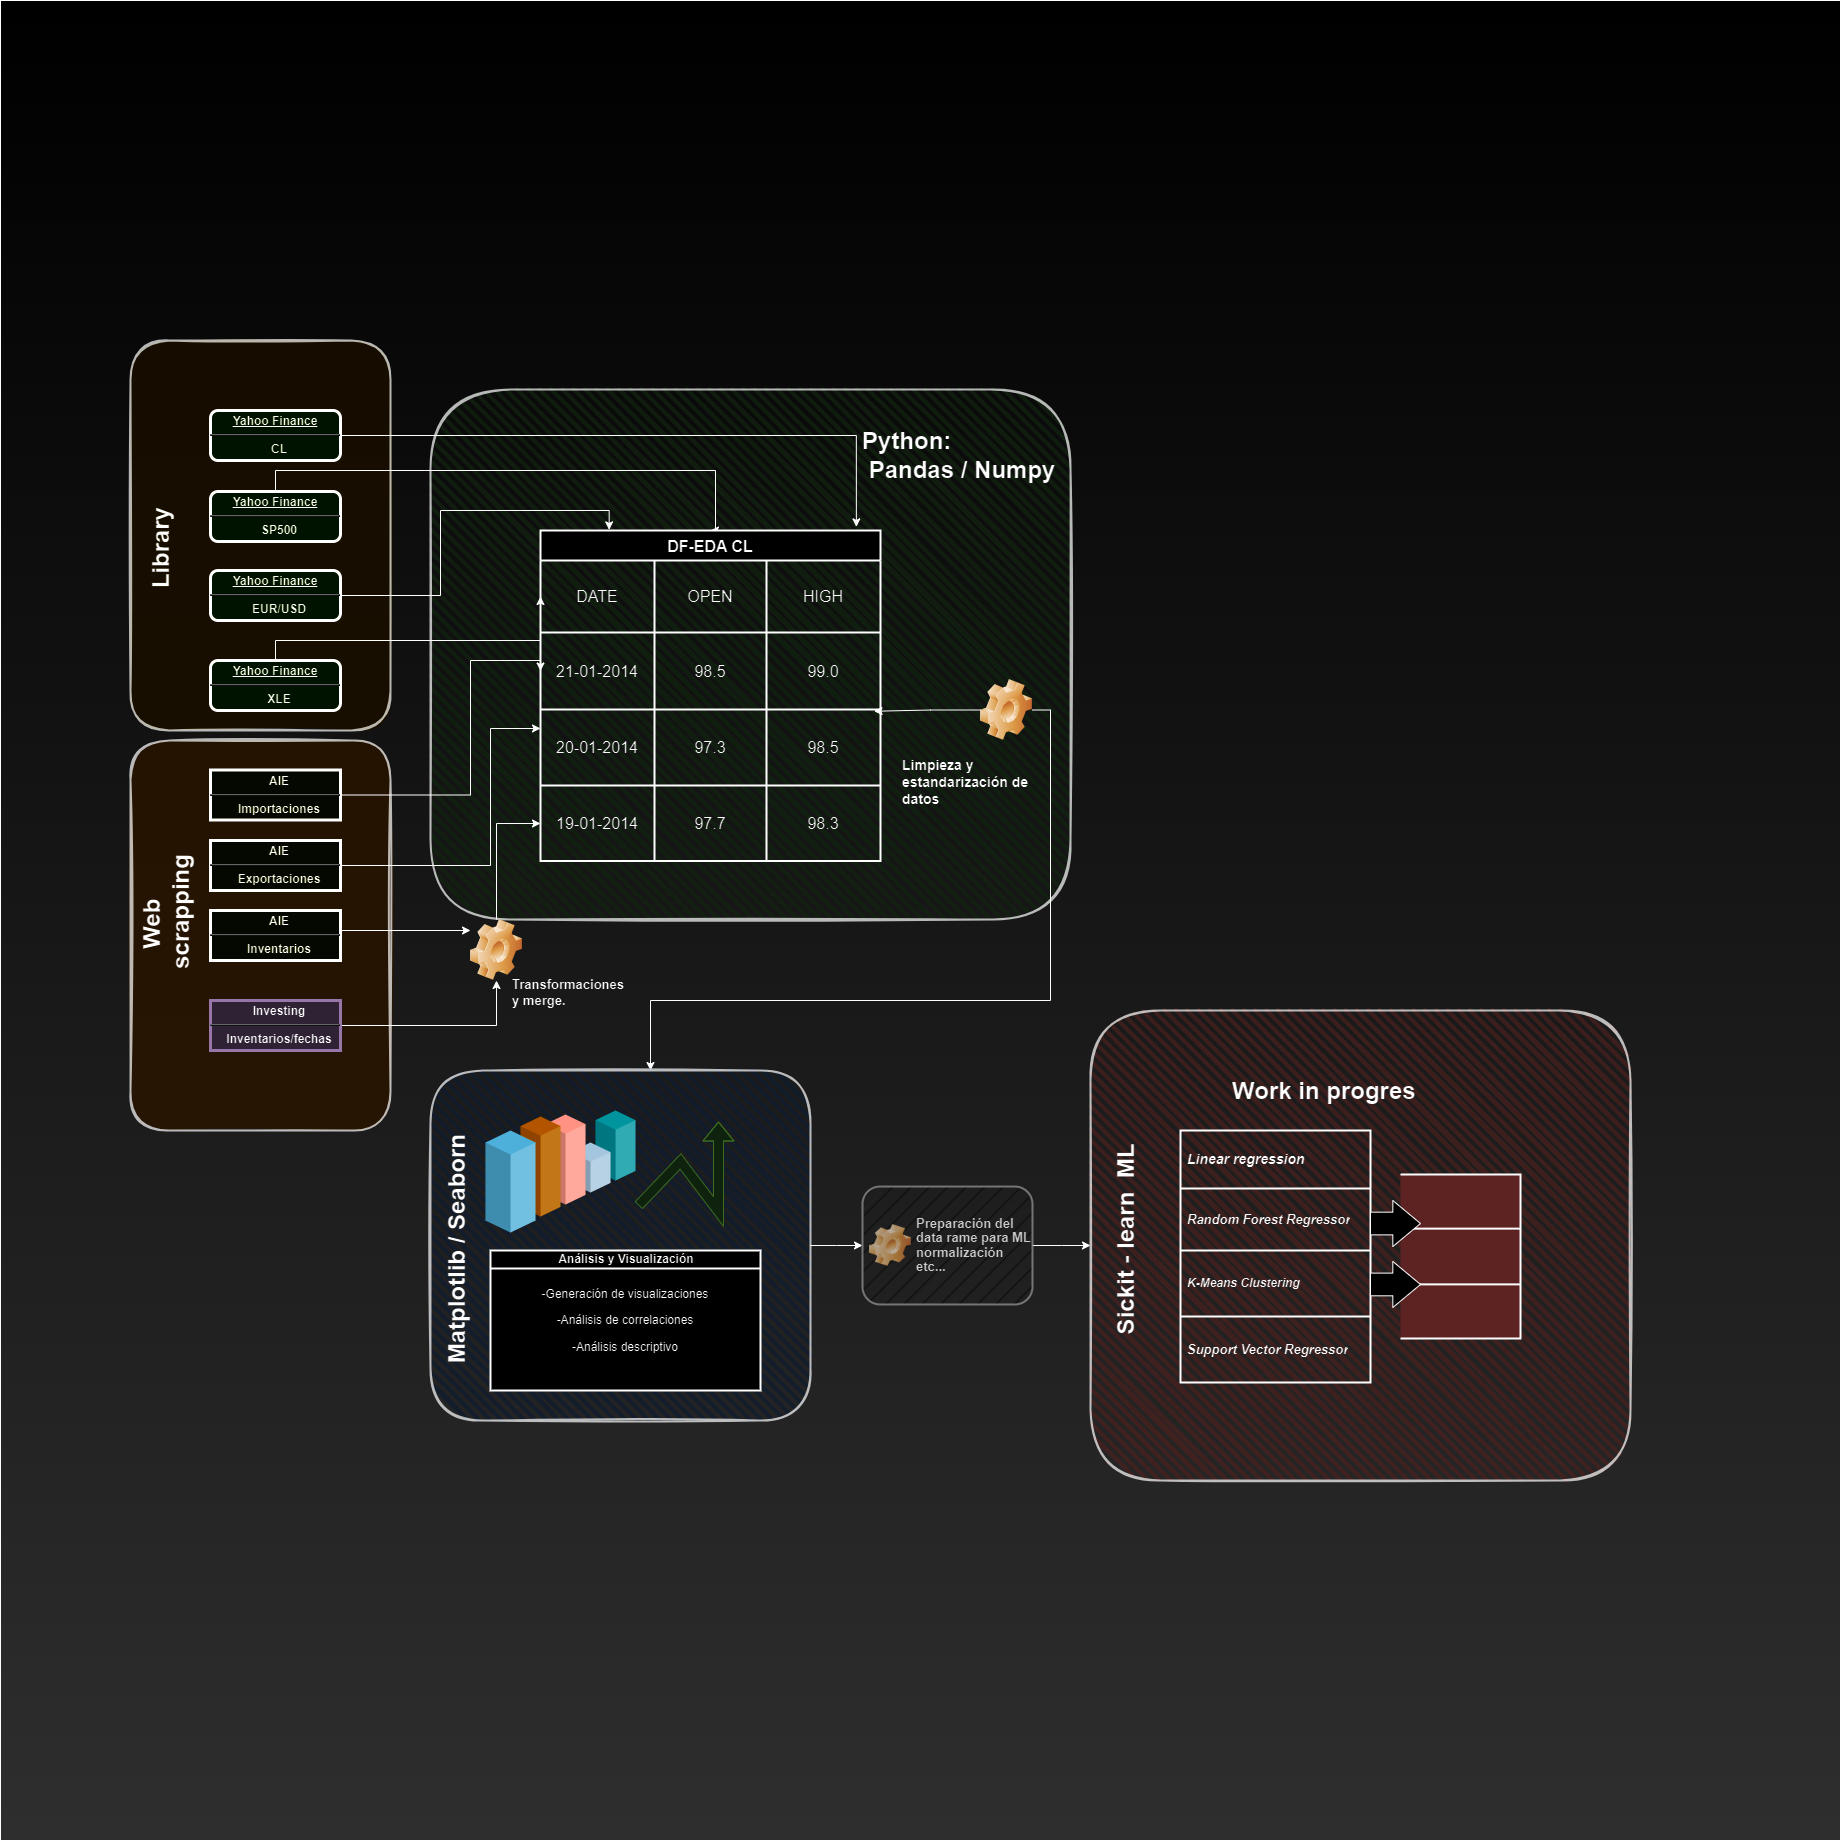 Library
Yahoo Finance
CL
Yahoo Finance
SP500
Yahoo Finance
EUR/USD
Yahoo Finance
XLE
Web
scrapping
AIE
Importaciones
AIE
Exportaciones
AIE
Inventarios
Investing
Inventarios/fechas
Python:
Pandas / Numpy
DF-EDA CL
DATE OPEN HIGH
21-01-2014 98.5 99.0
20-01-2014 97.3 98.5
19-01-2014 97.7 98.3
Limpieza y
estandarización de
datos
Transformaciones
y merge.
Matplotlib / Seaborn
Análisis y Visualización
-Generación de visualizaciones
-Análisis de correlaciones
-Análisis descriptivo
Preparación del
data rame para ML
normalización
etc...
Sickit - learn ML
Work in progres
Linear regression
Random Forest Regressor
K-Means Clustering
Support Vector Regressor